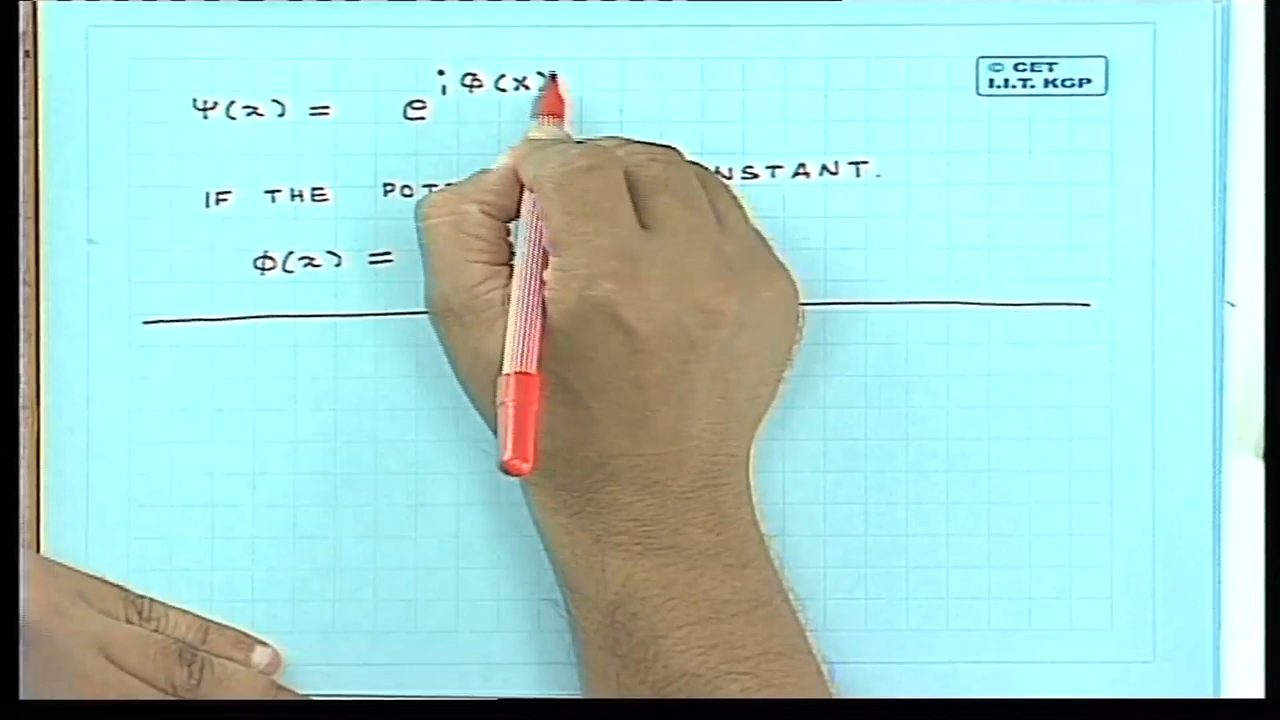 Ψ(x) = e^{iΦ(x)}
© CET
I.I.T. KGP
IF THE POT NSTANT.
Φ(x) =